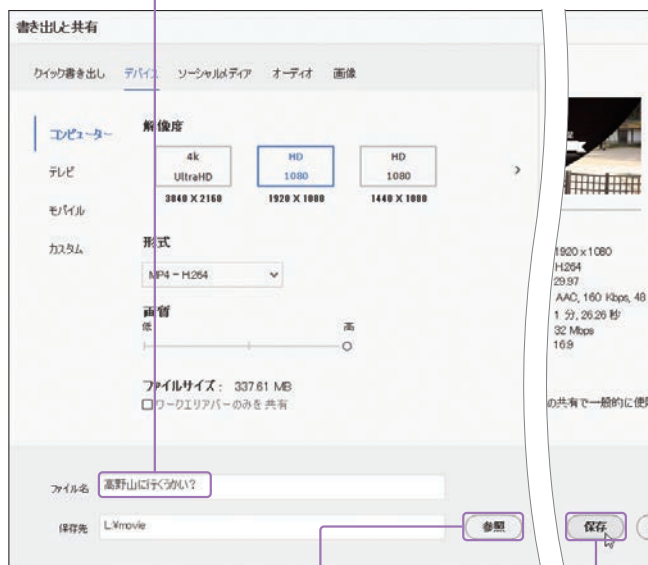 書き出しと共有
クイック書き出し デバイス ソーシャルメディア オーディオ 画像
コンピューター
テレビ
モバイル
カスタム
解像度
4k
UltraHD
3840 X 2160
HD
1080
1920 X 1080
HD
1080
1440 X 1080
形式
MP4 - H.264
画質
低 高
ファイルサイズ： 337.61 MB
ワークエリアバーのみを共有
1920 x 1080
H.264
29.97
AAC, 160 Kbps, 48
1 分, 26.26 秒
32 Mbps
16:9
の共有で一般的に使
ファイル名 高野山に行くうかい?
保存先 L:¥movie
参照 保存